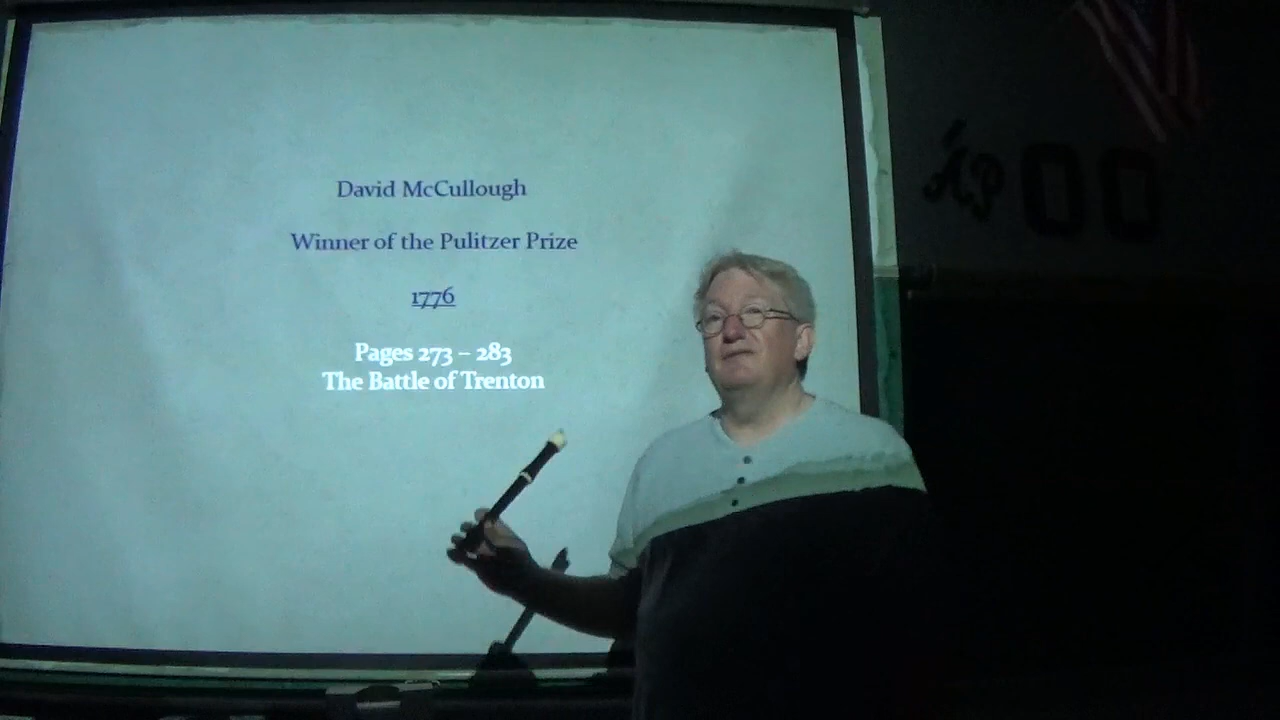 David McCullough
Winner of the Pulitzer Prize
1776
Pages 273 – 283
The Battle of Trenton